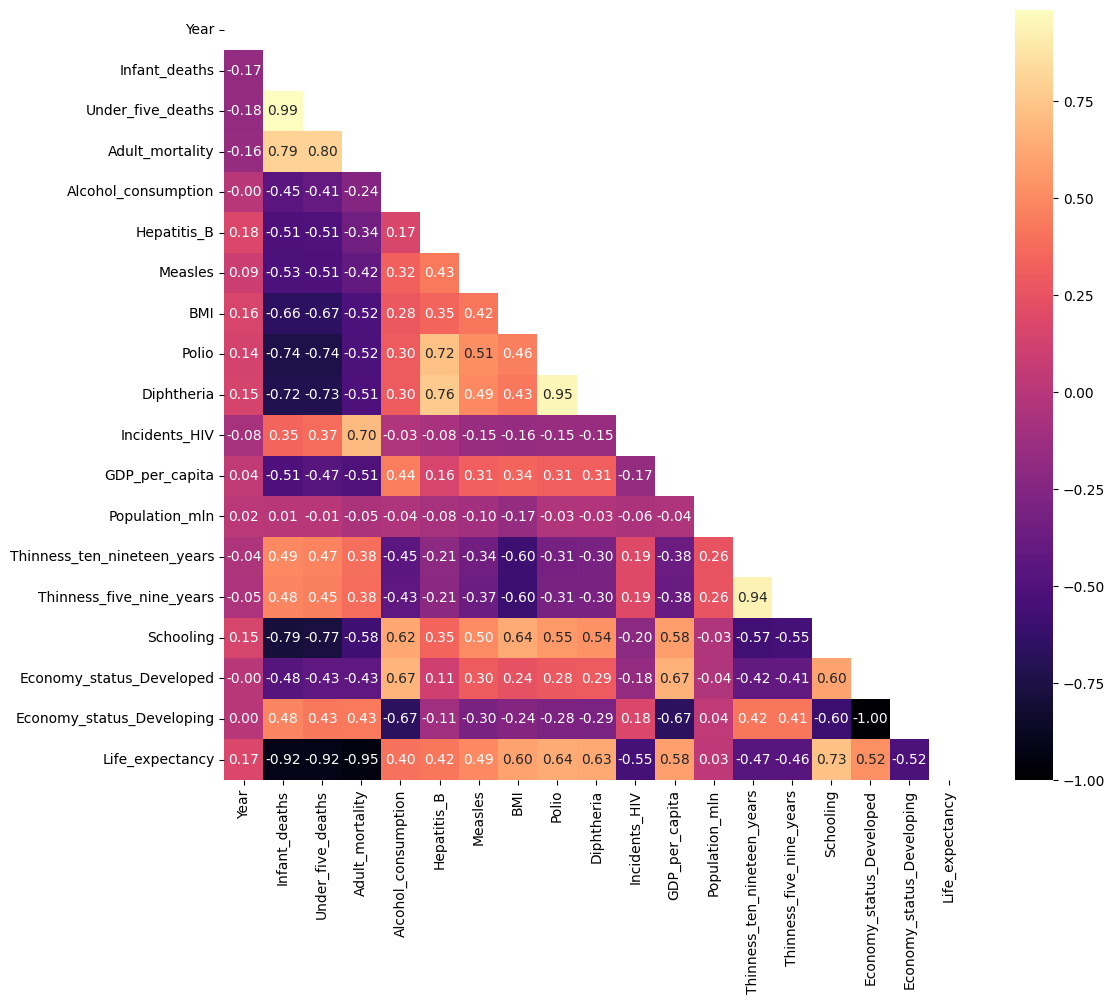 Year
Infant_deaths -0.17
Under_five_deaths -0.18 0.99
Adult_mortality -0.16 0.79 0.80
Alcohol_consumption -0.00 -0.45 -0.41 -0.24
Hepatitis_B 0.18 -0.51 -0.51 -0.34 0.17
Measles 0.09 -0.53 -0.51 -0.42 0.32 0.43
BMI 0.16 -0.66 -0.67 -0.52 0.28 0.35 0.42
Polio 0.14 -0.74 -0.74 -0.52 0.30 0.72 0.51 0.46
Diphtheria 0.15 -0.72 -0.73 -0.51 0.30 0.76 0.49 0.43 0.95
Incidents_HIV -0.08 0.35 0.37 0.70 -0.03 -0.08 -0.15 -0.16 -0.15 -0.15
GDP_per_capita 0.04 -0.51 -0.47 -0.51 0.44 0.16 0.31 0.34 0.31 0.31 -0.17
Population_mln 0.02 0.01 -0.01 -0.05 -0.04 -0.08 -0.10 -0.17 -0.03 -0.03 -0.06 -0.04
Thinness_ten_nineteen_years -0.04 0.49 0.47 0.38 -0.45 -0.21 -0.34 -0.60 -0.31 -0.30 0.19 -0.38 0.26
Thinness_five_nine_years -0.05 0.48 0.45 0.38 -0.43 -0.21 -0.37 -0.60 -0.31 -0.30 0.19 -0.38 0.26 0.94
Schooling 0.15 -0.79 -0.77 -0.58 0.62 0.35 0.50 0.64 0.55 0.54 -0.20 0.58 -0.03 -0.57 -0.55
Economy_status_Developed -0.00 -0.48 -0.43 -0.43 0.67 0.11 0.30 0.24 0.28 0.29 -0.18 0.67 -0.04 -0.42 -0.41 0.60
Economy_status_Developing 0.00 0.48 0.43 0.43 -0.67 -0.11 -0.30 -0.24 -0.28 -0.29 0.18 -0.67 0.04 0.42 0.41 -0.60 -1.00
Life_expectancy 0.17 -0.92 -0.92 -0.95 0.40 0.42 0.49 0.60 0.64 0.63 -0.55 0.58 0.03 -0.47 -0.46 0.73 0.52 -0.52
Year
Infant_deaths
Under_five_deaths
Adult_mortality
Alcohol_consumption
Hepatitis_B
Measles
BMI
Polio
Diphtheria
Incidents_HIV
GDP_per_capita
Population_mln
Thinness_ten_nineteen_years
Thinness_five_nine_years
Schooling
Economy_status_Developed
Economy_status_Developing
Life_expectancy
0.75
0.50
0.25
0.00
−0.25
−0.50
−0.75
−1.00